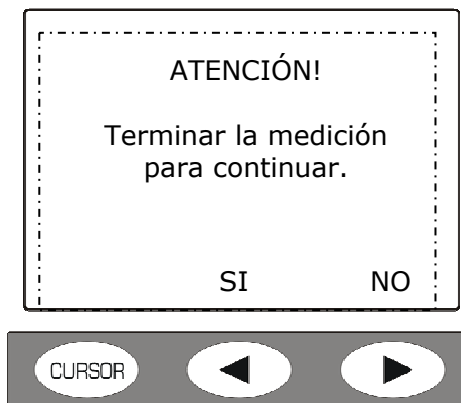 ATENCIÓN!
Terminar la medición
para continuar.
SI NO
CURSOR